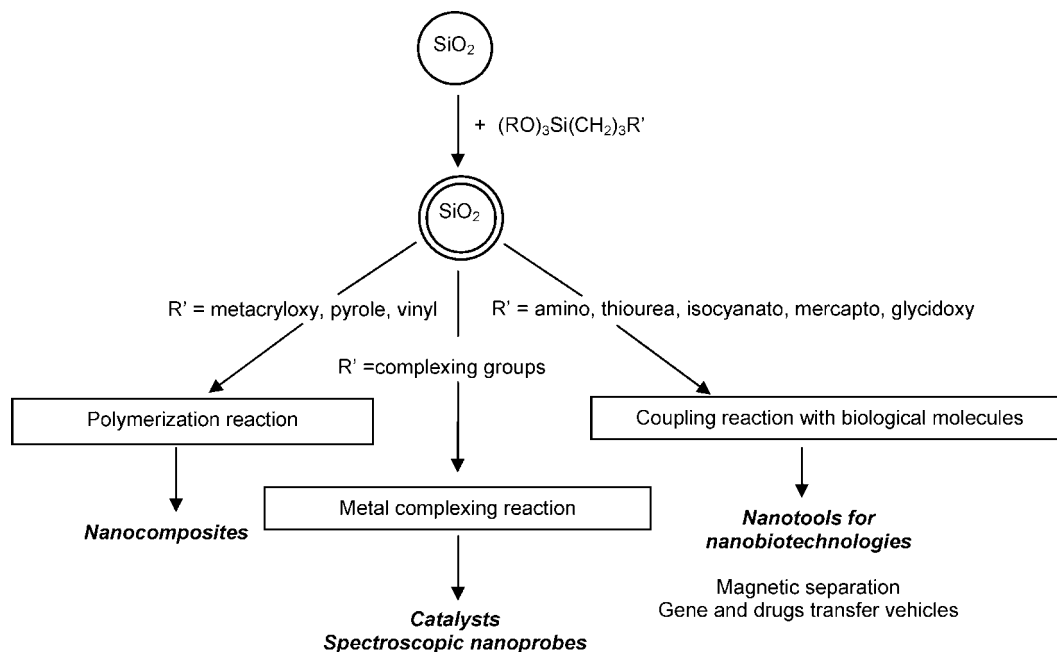 SiO₂
+ (RO)₃Si(CH₂)₃R’
SiO₂
R’ = metacryloxy, pyrole, vinyl
R’ = amino, thiourea, isocyanato, mercapto, glycidoxy
R’ =complexing groups
Polymerization reaction
Coupling reaction with biological molecules
Metal complexing reaction
Nanocomposites
Nanotools for
nanobiotechnologies
Magnetic separation
Gene and drugs transfer vehicles
Catalysts
Spectroscopic nanoprobes